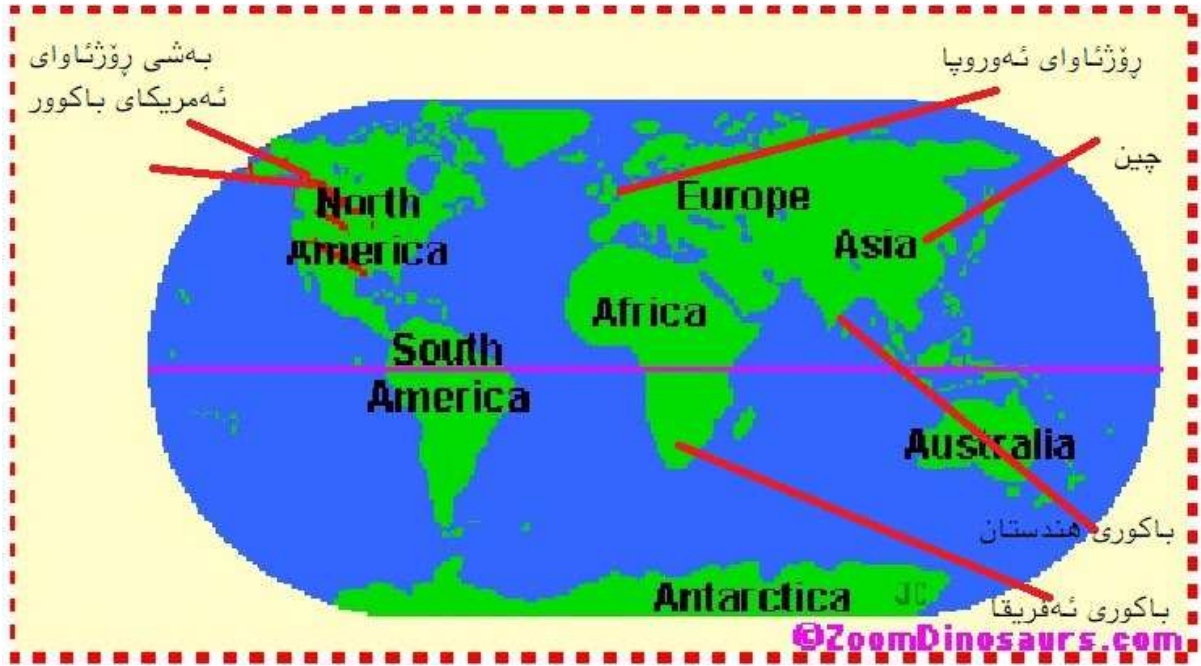 بەشی ڕۆژئاوای
ئەمریکای باکوور
ڕۆژئاوای ئەوروپا
چین
North
America
Europe
Asia
Africa
South
America
Australia
باکوری هندستان
Antarctica
JC
باکوری ئەفریقا
©ZoomDinosaurs.com